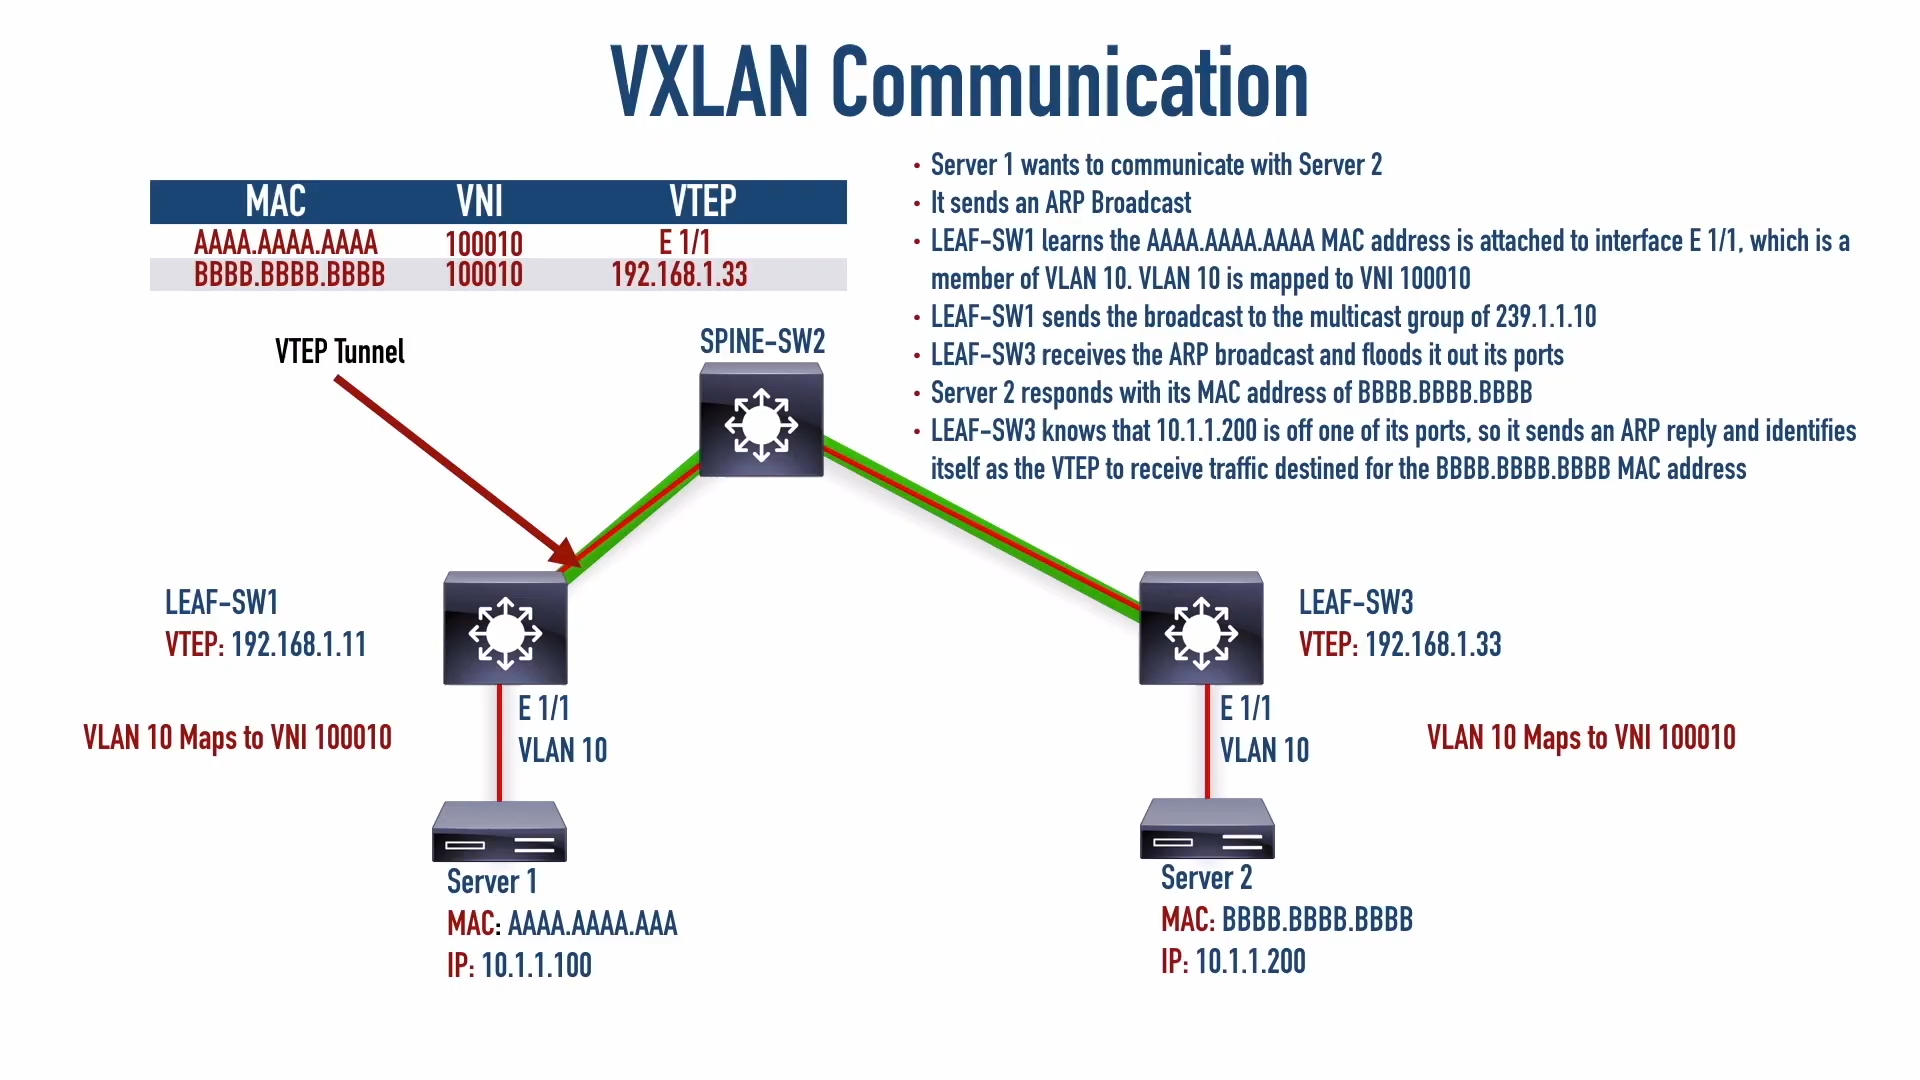 VXLAN Communication
MAC VNI VTEP
AAAA.AAAA.AAAA 100010 E 1/1
BBBB.BBBB.BBBB 100010 192.168.1.33
• Server 1 wants to communicate with Server 2
• It sends an ARP Broadcast
• LEAF-SW1 learns the AAAA.AAAA.AAAA MAC address is attached to interface E 1/1, which is a
member of VLAN 10. VLAN 10 is mapped to VNI 100010
• LEAF-SW1 sends the broadcast to the multicast group of 239.1.1.10
• LEAF-SW3 receives the ARP broadcast and floods it out its ports
• Server 2 responds with its MAC address of BBBB.BBBB.BBBB
• LEAF-SW3 knows that 10.1.1.200 is off one of its ports, so it sends an ARP reply and identifies
itself as the VTEP to receive traffic destined for the BBBB.BBBB.BBBB MAC address
VTEP Tunnel
SPINE-SW2
LEAF-SW1
VTEP: 192.168.1.11
LEAF-SW3
VTEP: 192.168.1.33
E 1/1
VLAN 10
VLAN 10 Maps to VNI 100010
E 1/1
VLAN 10
VLAN 10 Maps to VNI 100010
Server 1
MAC: AAAA.AAAA.AAA
IP: 10.1.1.100
Server 2
MAC: BBBB.BBBB.BBBB
IP: 10.1.1.200